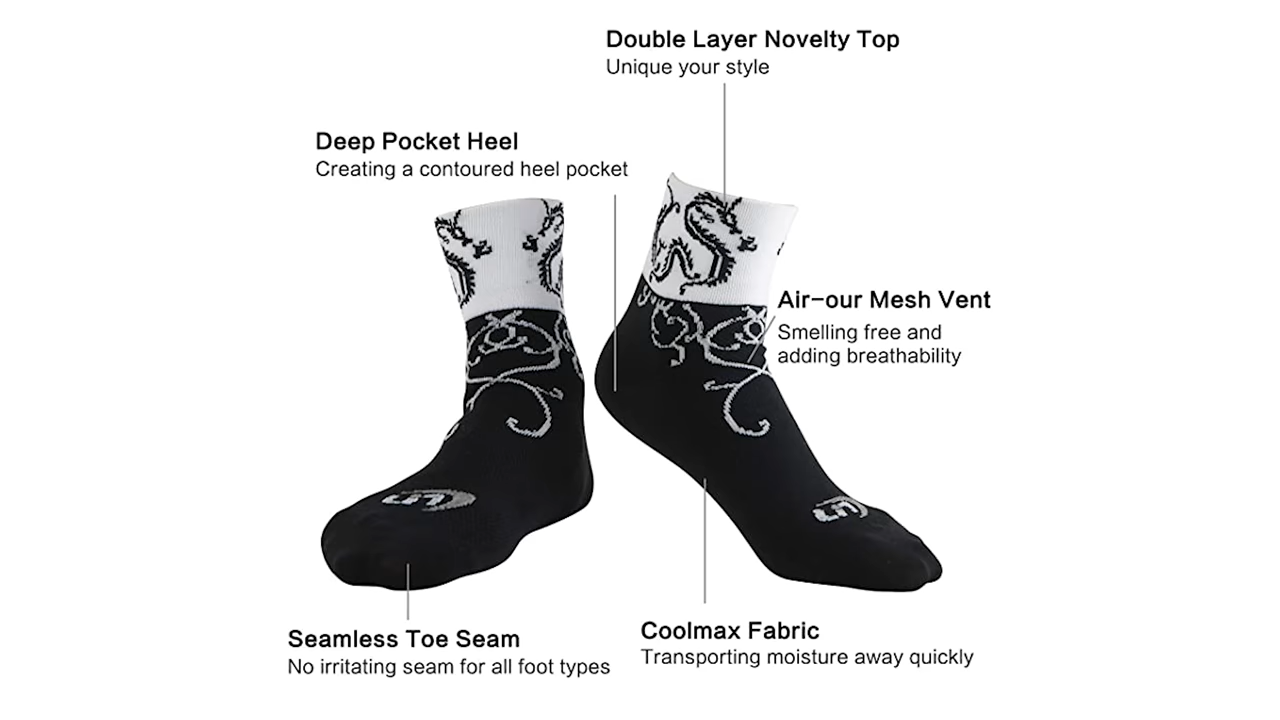 Double Layer Novelty Top
Unique your style
Deep Pocket Heel
Creating a contoured heel pocket
Air-our Mesh Vent
Smelling free and
adding breathability
Seamless Toe Seam
No irritating seam for all foot types
Coolmax Fabric
Transporting moisture away quickly